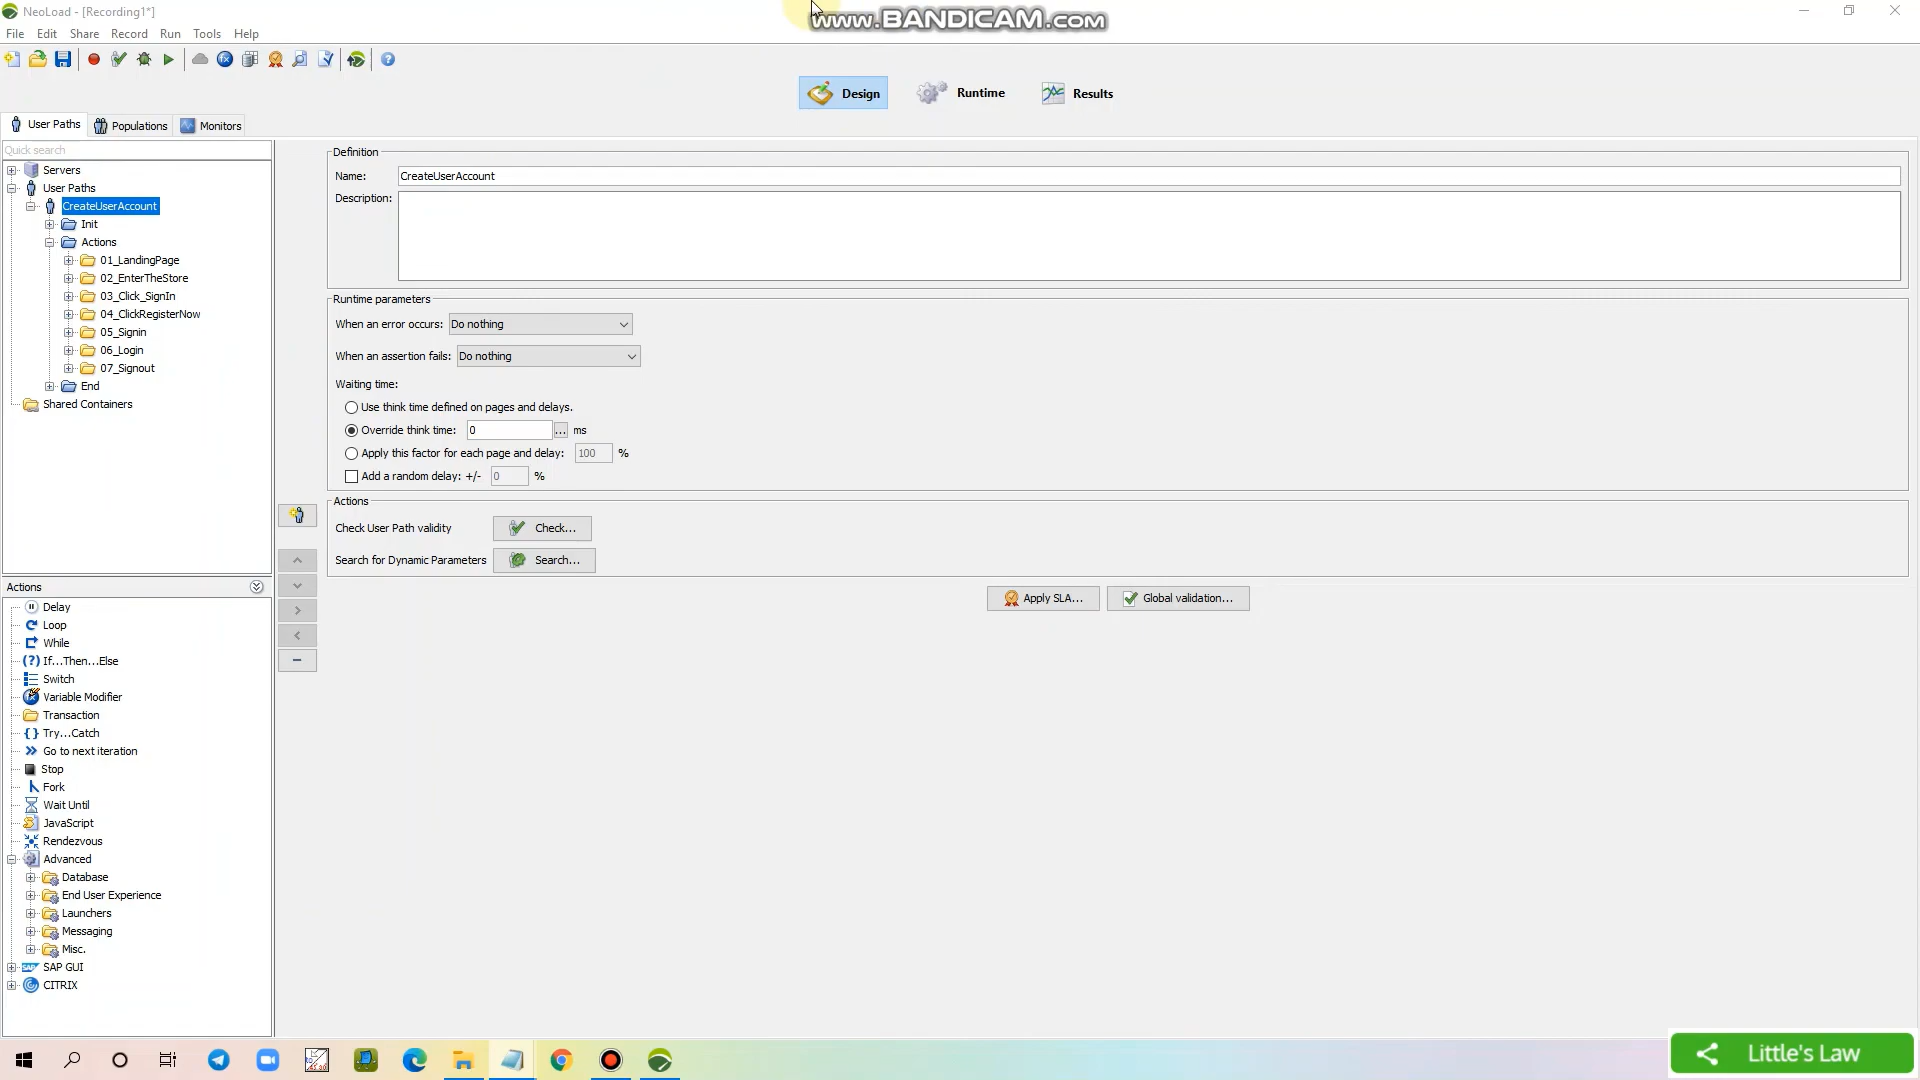 NeoLoad - [Recording1*]
www.BANDICAM.com
File Edit Share Record Run Tools Help
Design Runtime Results
User Paths Populations Monitors
Quick search
Servers
User Paths
CreateUserAccount
Init
Actions
01_LandingPage
02_EnterTheStore
03_Click_SignIn
04_ClickRegisterNow
05_Signin
06_Login
07_Signout
End
Shared Containers
Definition
Name: CreateUserAccount
Description:
Runtime parameters
When an error occurs: Do nothing
When an assertion fails: Do nothing
Waiting time:
Use think time defined on pages and delays.
Override think time: 0 ... ms
Apply this factor for each page and delay: 100 %
Add a random delay: +/- 0 %
Actions
Check User Path validity Check...
Search for Dynamic Parameters Search...
Apply SLA... Global validation...
Actions
Delay
Loop
While
If...Then...Else
Switch
Variable Modifier
Transaction
Try...Catch
Go to next iteration
Stop
Fork
Wait Until
JavaScript
Rendezvous
Advanced
Database
End User Experience
Launchers
Messaging
Misc.
SAP GUI
CITRIX
Little's Law